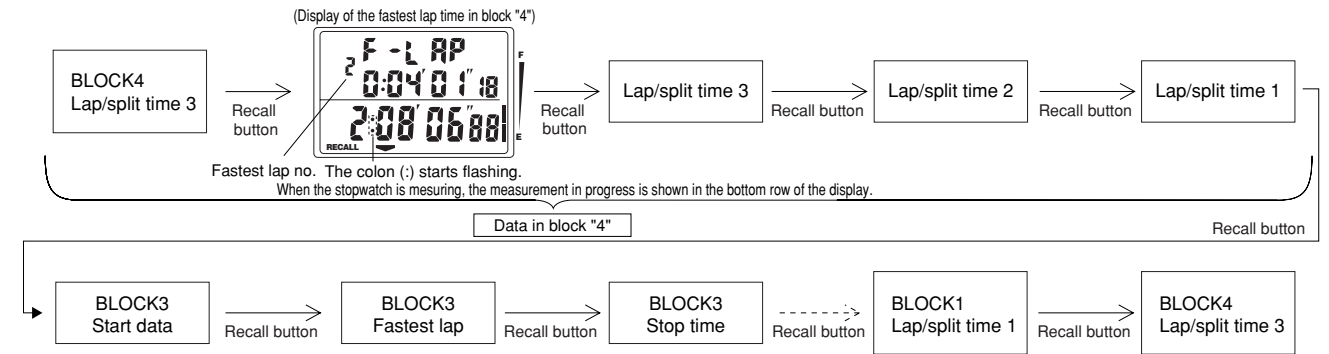 (Display of the fastest lap time in block "4")
BLOCK4
Lap/split time 3
Recall
button
F-LAP
2
0:04'01"18
2:08'06"88
RECALL
F
E
Recall
button
Lap/split time 3
Recall button
Lap/split time 2
Recall button
Lap/split time 1
Fastest lap no. The colon (:) starts flashing.
When the stopwatch is mesuring, the measurement in progress is shown in the bottom row of the display.
Data in block "4"
Recall button
BLOCK3
Start data
Recall button
BLOCK3
Fastest lap
Recall button
BLOCK3
Stop time
Recall button
BLOCK1
Lap/split time 1
Recall button
BLOCK4
Lap/split time 3